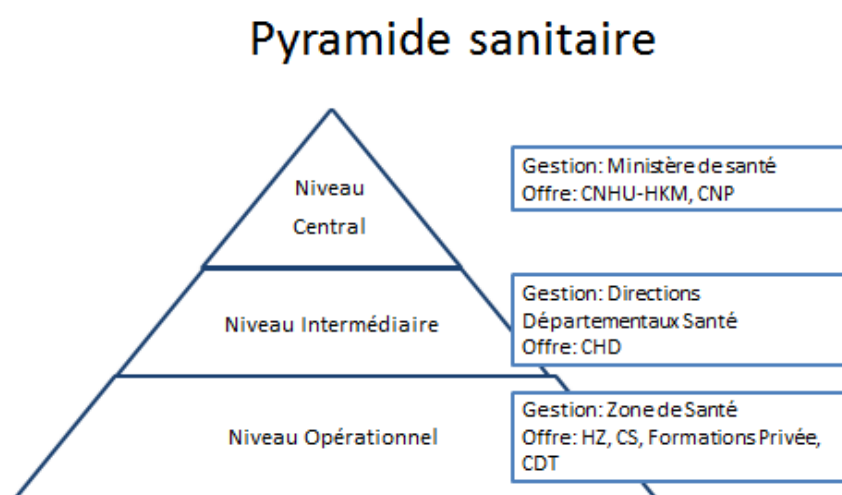 Pyramide sanitaire
Niveau
Central
Gestion: Ministère de santé
Offre: CNHU-HKM, CNP
Niveau Intermédiaire
Gestion: Directions
Départementaux Santé
Offre: CHD
Niveau Opérationnel
Gestion: Zone de Santé
Offre: HZ, CS, Formations Privée,
CDT